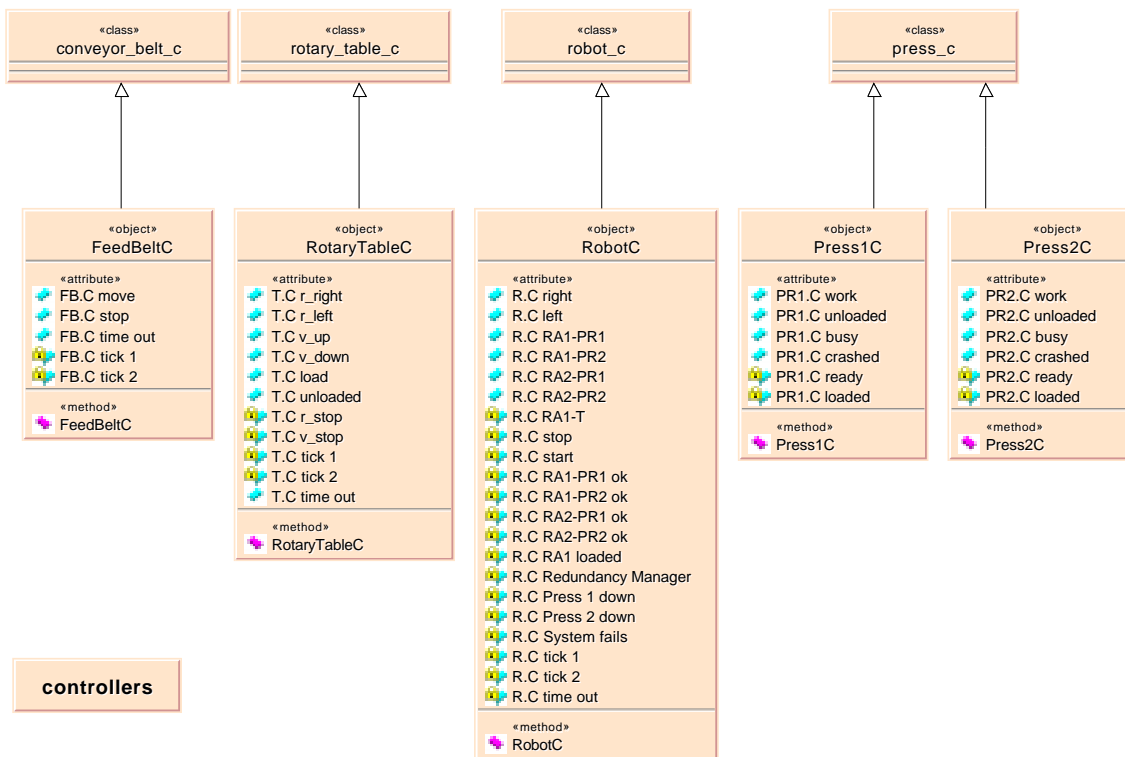 «class»
conveyor_belt_c
«class»
rotary_table_c
«class»
robot_c
«class»
press_c
«object»
FeedBeltC
«attribute»
FB.C move
FB.C stop
FB.C time out
FB.C tick 1
FB.C tick 2
«method»
FeedBeltC
«object»
RotaryTableC
«attribute»
T.C r_right
T.C r_left
T.C v_up
T.C v_down
T.C load
T.C unloaded
T.C r_stop
T.C v_stop
T.C tick 1
T.C tick 2
T.C time out
«method»
RotaryTableC
«object»
RobotC
«attribute»
R.C right
R.C left
R.C RA1-PR1
R.C RA1-PR2
R.C RA2-PR1
R.C RA2-PR2
R.C RA1-T
R.C stop
R.C start
R.C RA1-PR1 ok
R.C RA1-PR2 ok
R.C RA2-PR1 ok
R.C RA2-PR2 ok
R.C RA1 loaded
R.C Redundancy Manager
R.C Press 1 down
R.C Press 2 down
R.C System fails
R.C tick 1
R.C tick 2
R.C time out
«method»
RobotC
«object»
Press1C
«attribute»
PR1.C work
PR1.C unloaded
PR1.C busy
PR1.C crashed
PR1.C ready
PR1.C loaded
«method»
Press1C
«object»
Press2C
«attribute»
PR2.C work
PR2.C unloaded
PR2.C busy
PR2.C crashed
PR2.C ready
PR2.C loaded
«method»
Press2C
controllers